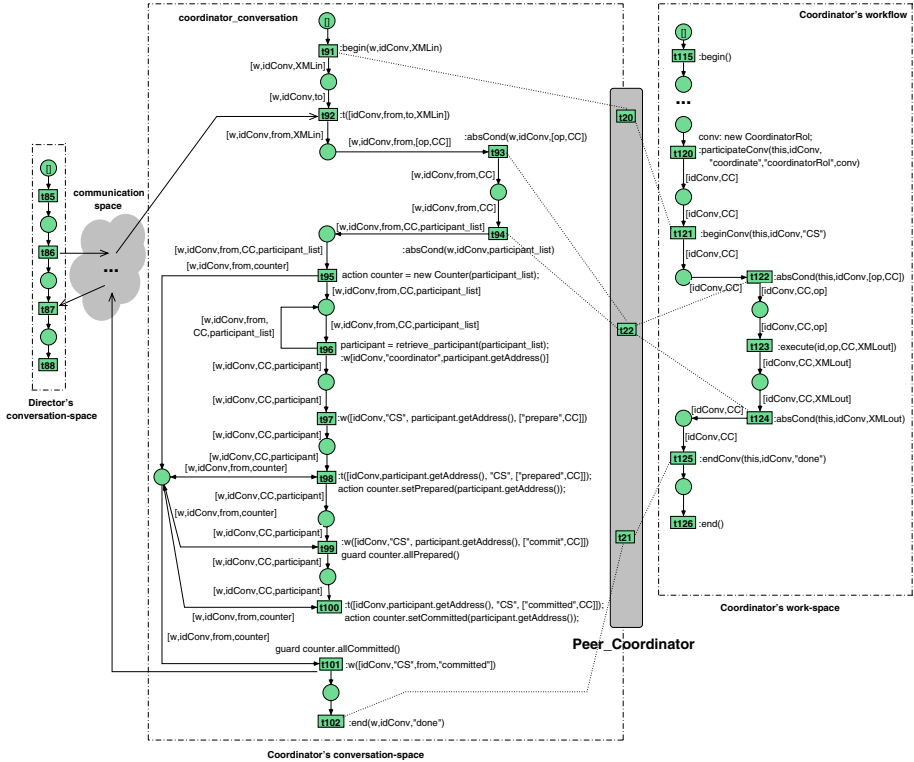 coordinator_conversation
Coordinator's workflow
[]
t91
:begin(w,idConv,XMLin)
[w,idConv,XMLin]
[w,idConv,to]
t92
:t([idConv,from,to,XMLin])
[w,idConv,from,XMLin]
[w,idConv,from,[op,CC]]
:absCond(w,idConv,[op,CC])
t93
[w,idConv,from,CC]
[w,idConv,from,CC]
[w,idConv,from,CC,participant_list]
t94
:absCond(w,idConv,participant_list)
[w,idConv,from,CC,participant_list]
[w,idConv,from,counter]
t95
action counter = new Counter(participant_list);
[w,idConv,from,CC,participant_list]
[w,idConv,from,
CC,participant_list]
[w,idConv,from,CC,participant_list]
t96
participant = retrieve_participant(participant_list);
:w[idConv,"coordinator",participant.getAddress()]
[w,idConv,CC,participant]
[w,idConv,CC,participant]
t97
:w([idConv,"CS", participant.getAddress(), ["prepare",CC]])
[w,idConv,CC,participant]
[w,idConv,CC,participant]
[w,idConv,from,counter]
t98
:t([idConv,participant.getAddress(), "CS", ["prepared",CC]]);
action counter.setPrepared(participant.getAddress());
[w,idConv,CC,participant]
[w,idConv,from,counter]
[w,idConv,CC,participant]
t99
:w([idConv,"CS", participant.getAddress(), ["commit",CC]])
guard counter.allPrepared()
[w,idConv,CC,participant]
[w,idConv,CC,participant]
t100
:t([idConv,participant.getAddress(), "CS", ["committed",CC]]);
action counter.setCommitted(participant.getAddress());
[w,idConv,from,counter]
[w,idConv,from,counter]
guard counter.allCommitted()
t101
:w([idConv,"CS",from,"committed"])
t102
:end(w,idConv,"done")
Coordinator's conversation-space
[]
t85
t86
t87
t88
Director's
conversation-space
communication
space
...
t20
t22
t21
Peer_Coordinator
[]
t115
:begin()
...
conv: new CoordinatorRol;
t120
:participateConv(this,idConv,
"coordinate","coordinatorRol",conv)
[idConv,CC]
[idConv,CC]
t121
:beginConv(this,idConv,"CS")
[idConv,CC]
[idConv,CC]
t122
:absCond(this,idConv,[op,CC])
[idConv,CC,op]
[idConv,CC,op]
t123
:execute(id,op,CC,XMLout])
[idConv,CC,XMLout]
[idConv,CC,XMLout]
[idConv,CC]
t124
:absCond(this,idConv,XMLout)
[idConv,CC]
t125
:endConv(this,idConv,"done")
t126
:end()
Coordinator's work-space